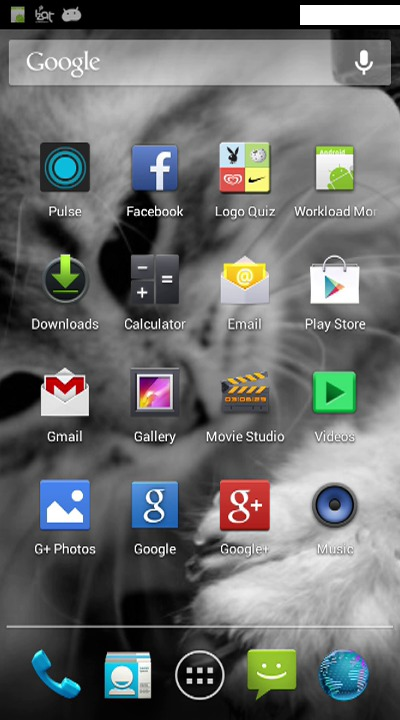 Google
Pulse
Facebook
Logo Quiz
Workload Mo
Downloads
Calculator
Email
Play Store
Gmail
Gallery
Movie Studio
Videos
G+ Photos
Google
Google+
Music